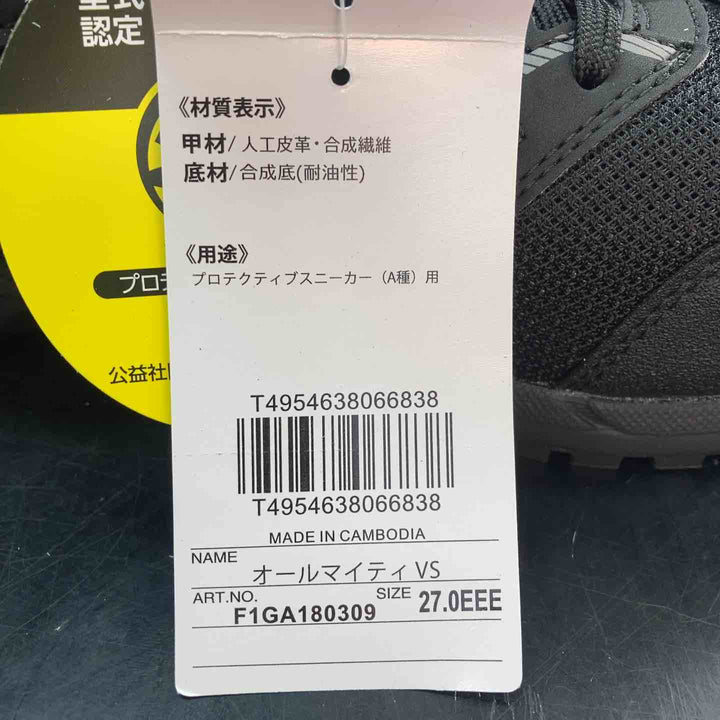 認定
プロテ
公益社
《材質表示》
甲材/人工皮革・合成繊維
底材/合成底(耐油性)
《用途》
プロテクティブスニーカー（A種）用
T4954638066838
T4954638066838
MADE IN CAMBODIA
NAME
オールマイティ VS
ART.NO.
F1GA180309
SIZE
27.0EEE